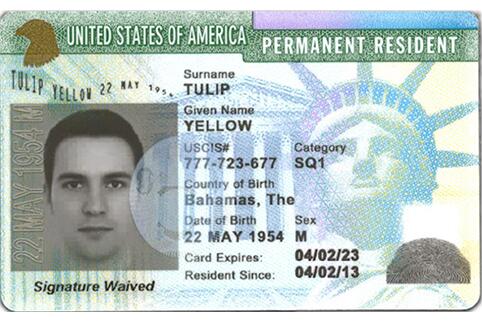 UNITED STATES OF AMERICA
PERMANENT RESIDENT
TULIP YELLOW 22 MAY 1954
Surname
TULIP
Given Name
YELLOW
USCIS# Category
777-723-677 SQ1
Country of Birth
Bahamas, The
Date of Birth Sex
22 MAY 1954 M
Card Expires: 04/02/23
Resident Since: 04/02/13
22 MAY 1954 M
Signature Waived